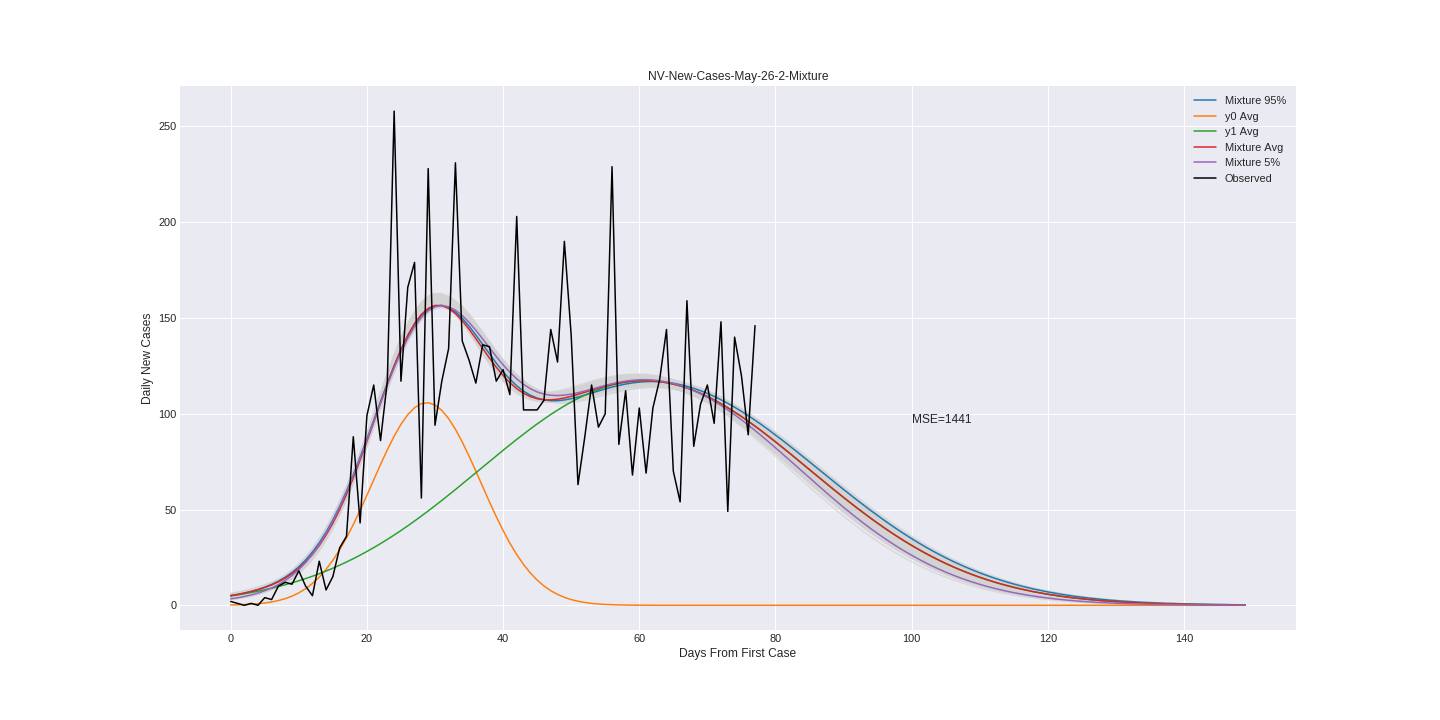 NV-New-Cases-May-26-2-Mixture
Mixture 95%
y0 Avg
y1 Avg
Mixture Avg
Mixture 5%
Observed
250
200
150
100
50
0
Daily New Cases
MSE=1441
0 20 40 60 80 100 120 140
Days From First Case